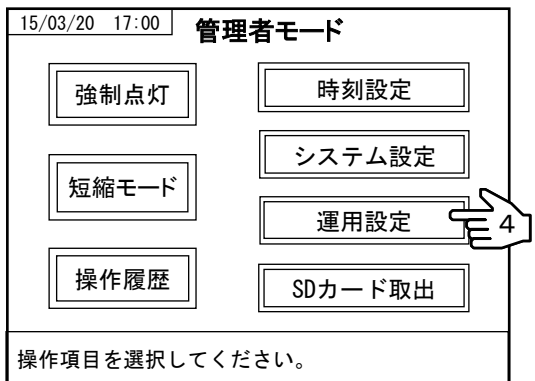 15/03/20 17:00
管理者モード
強制点灯
時刻設定
システム設定
短縮モード
運用設定
4
操作履歴
SDカード取出
操作項目を選択してください。